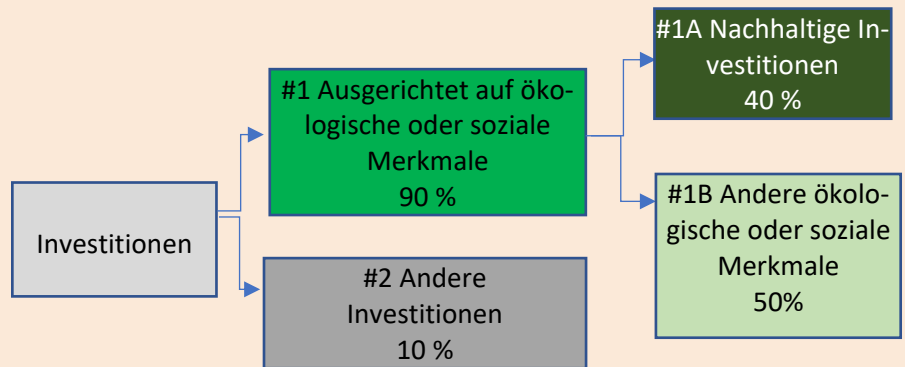 Investitionen
#1 Ausgerichtet auf öko-
logische oder soziale
Merkmale
90 %
#2 Andere
Investitionen
10 %
#1A Nachhaltige In-
vestitionen
40 %
#1B Andere ökolo-
gische oder soziale
Merkmale
50%